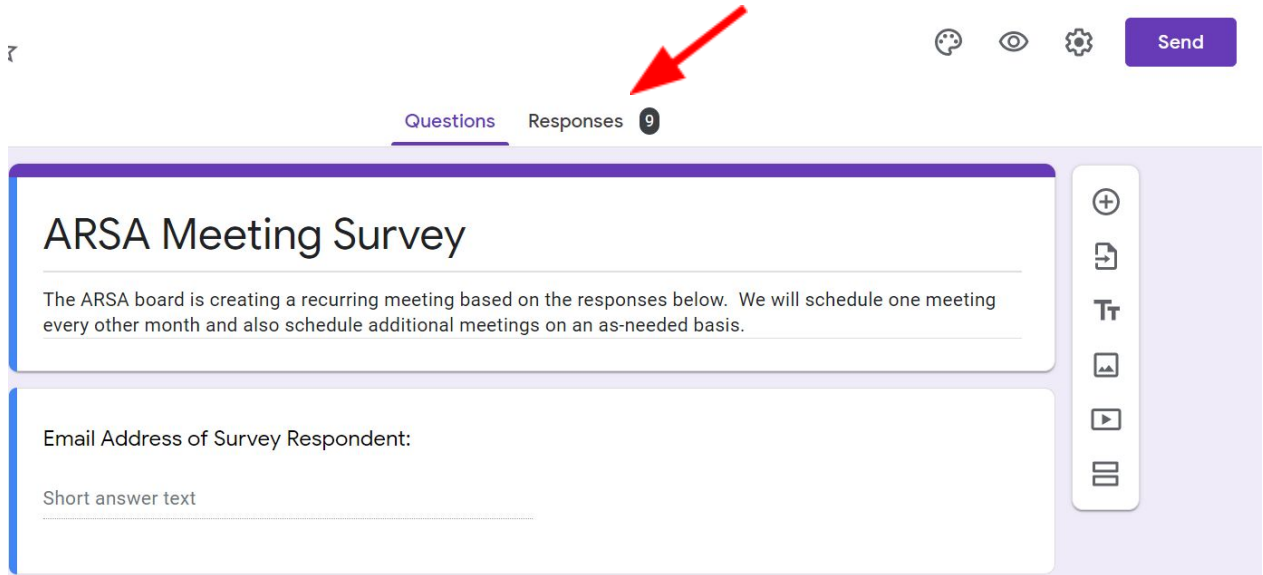 Send
Questions Responses 9
ARSA Meeting Survey
The ARSA board is creating a recurring meeting based on the responses below.  We will schedule one meeting
every other month and also schedule additional meetings on an as-needed basis.
Email Address of Survey Respondent:
Short answer text